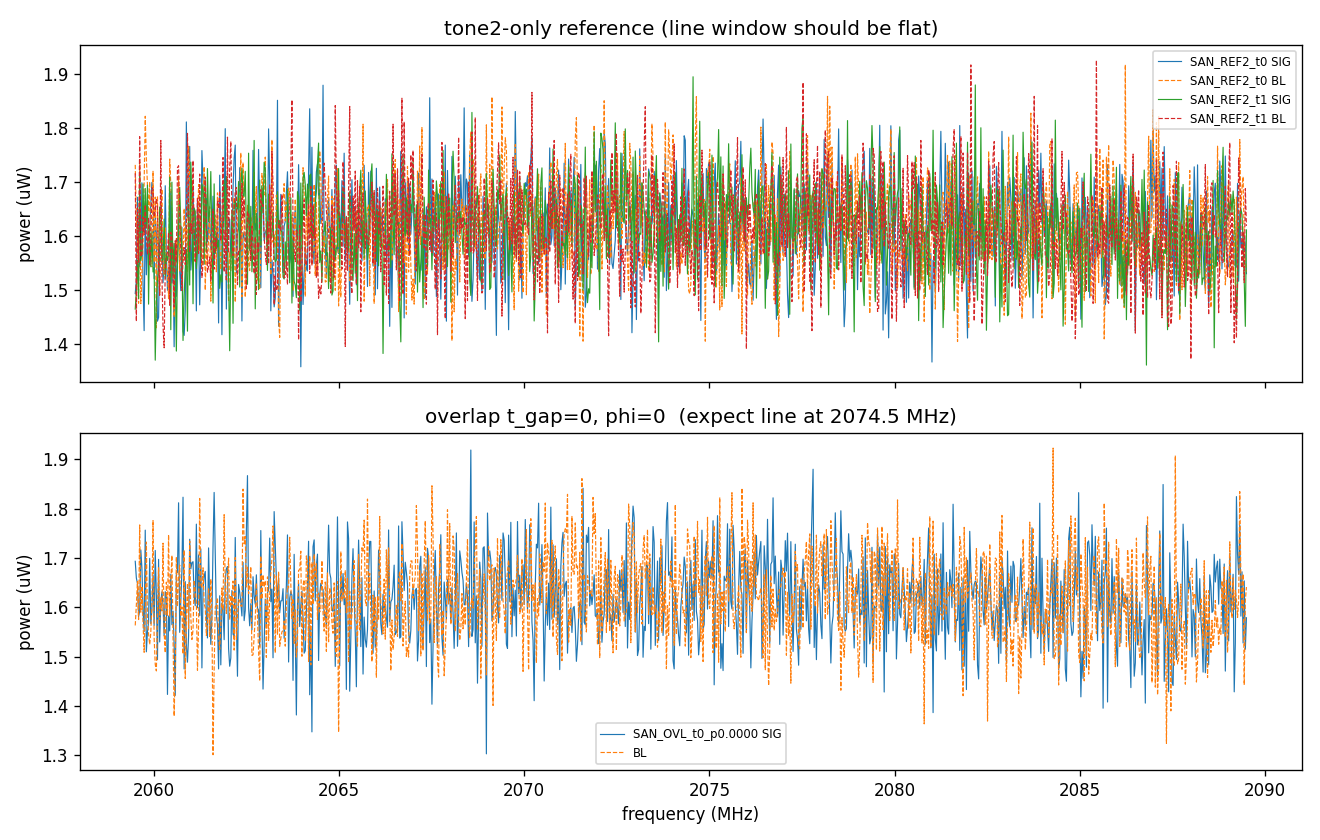 tone2-only reference (line window should be flat)
power (uW)
1.9
1.8
1.7
1.6
1.5
1.4
SAN_REF2_t0 SIG
SAN_REF2_t0 BL
SAN_REF2_t1 SIG
SAN_REF2_t1 BL
overlap t_gap=0, phi=0  (expect line at 2074.5 MHz)
power (uW)
1.9
1.8
1.7
1.6
1.5
1.4
1.3
SAN_OVL_t0_p0.0000 SIG
BL
2060 2065 2070 2075 2080 2085 2090
frequency (MHz)